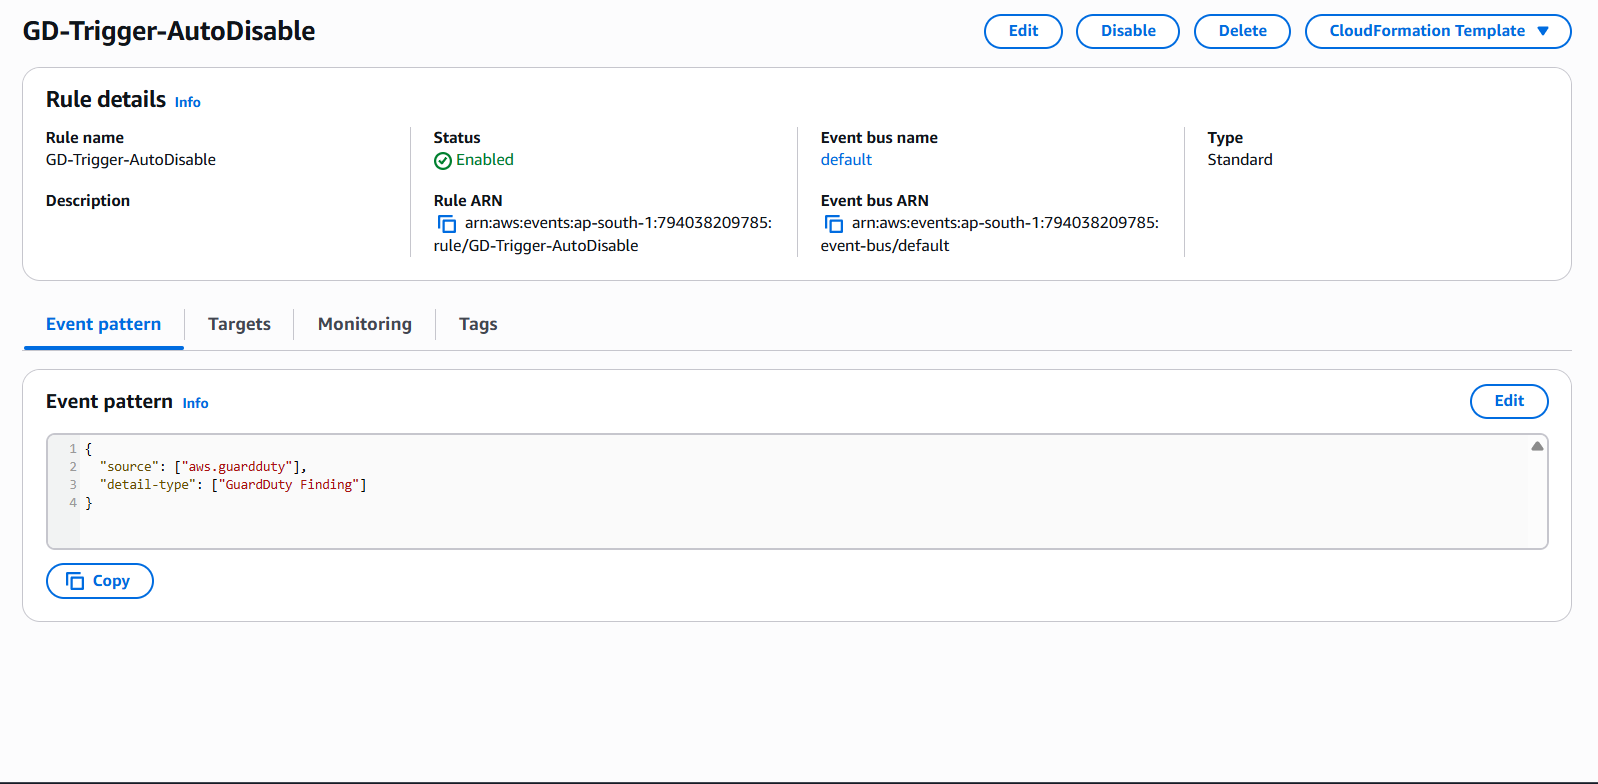 GD-Trigger-AutoDisable
Edit
Disable
Delete
CloudFormation Template
Rule details Info
Rule name
GD-Trigger-AutoDisable
Description
Status
Enabled
Rule ARN
arn:aws:events:ap-south-1:794038209785:
rule/GD-Trigger-AutoDisable
Event bus name
default
Event bus ARN
arn:aws:events:ap-south-1:794038209785:
event-bus/default
Type
Standard
Event pattern
Targets
Monitoring
Tags
Event pattern Info
Edit
1 {
2 "source": ["aws.guardduty"],
3 "detail-type": ["GuardDuty Finding"]
4 }
Copy